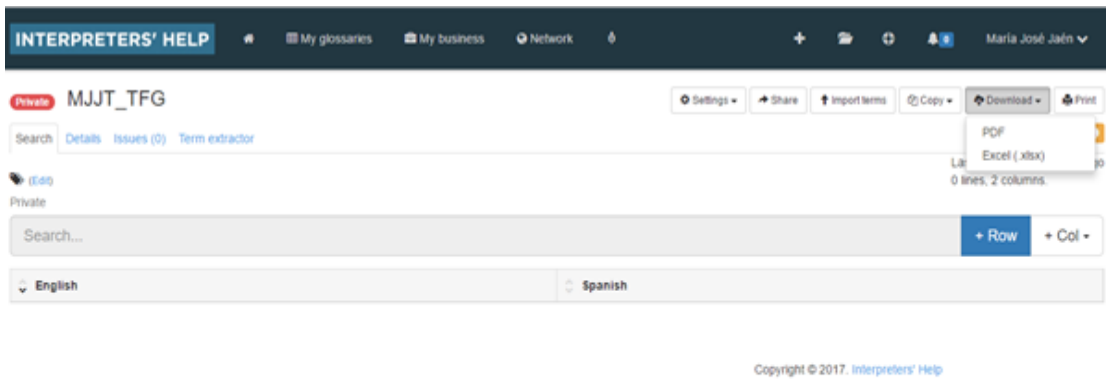 INTERPRETERS' HELP My glossaries My business Network 0 María José Jaén
Private MJJT_TFG Settings Share Import terms Copy Download Print
Search Details Issues (0) Term extractor
PDF
Excel (.xlsx)
(Edit)
0 lines, 2 columns.
Private
Search... + Row + Col
English Spanish
Copyright © 2017. Interpreters' Help